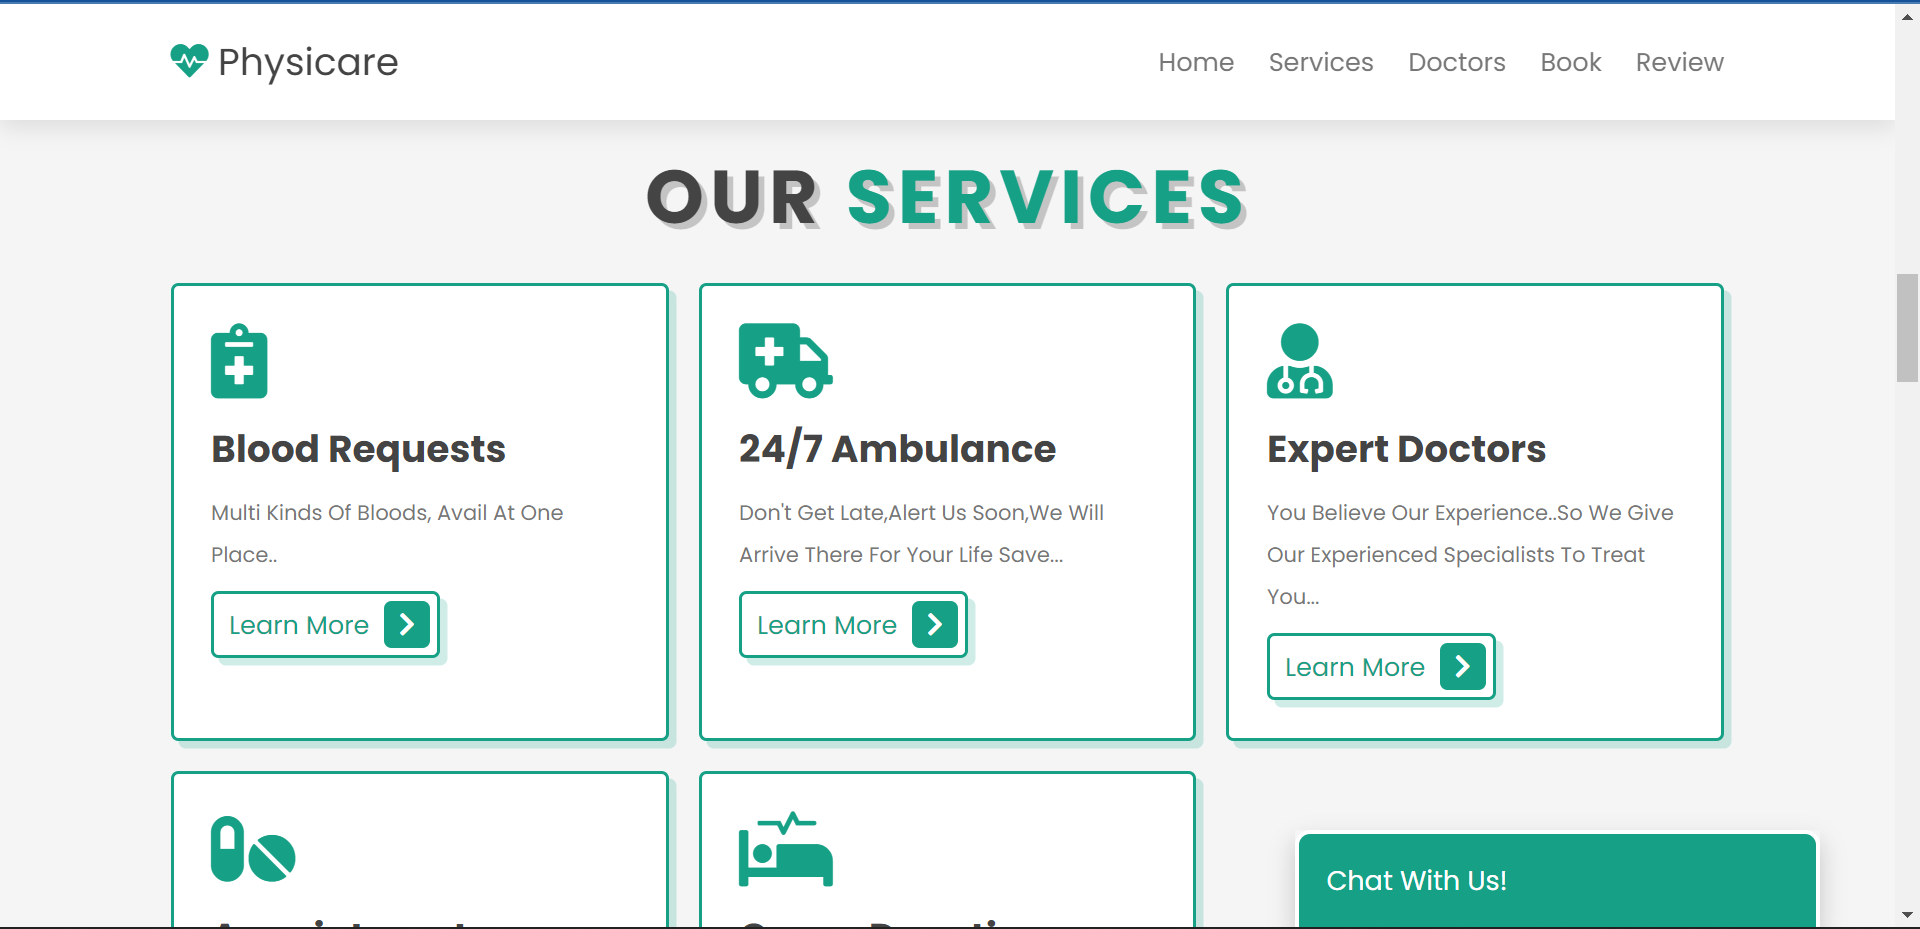 Physicare
Home Services Doctors Book Review
OUR SERVICES
Blood Requests
Multi Kinds Of Bloods, Avail At One
Place..
Learn More
24/7 Ambulance
Don't Get Late,Alert Us Soon,We Will
Arrive There For Your Life Save...
Learn More
Expert Doctors
You Believe Our Experience..So We Give
Our Experienced Specialists To Treat
You...
Learn More
Chat With Us!